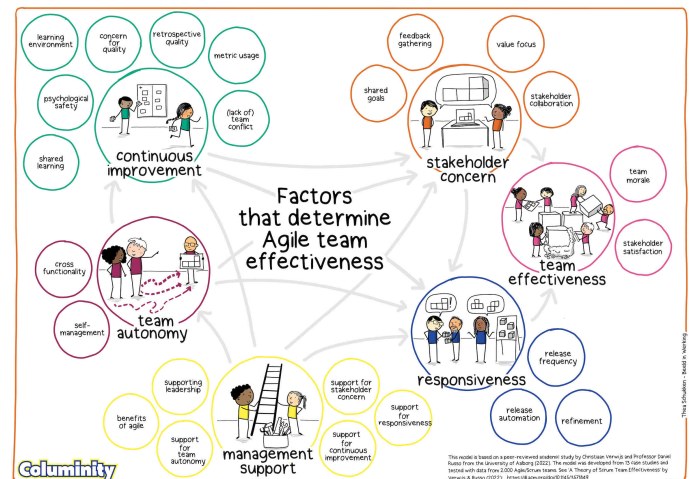 learning
environment
concern
for
quality
retrospective
quality
metric usage
psychological
safety
(lack of)
team
conflict
shared
learning
continuous
improvement
feedback
gathering
value focus
shared
goals
stakeholder
collaboration
stakeholder
concern
Factors
that determine
Agile team
effectiveness
team
morale
stakeholder
satisfaction
team
effectiveness
cross
functionality
self-
management
team
autonomy
responsiveness
release
frequency
release
automation
refinement
supporting
leadership
benefits
of agile
support
for
team
autonomy
support for
stakeholder
concern
support
for
responsiveness
support
for
continuous
improvement
management
support
Columinity
This model is based on a peer-reviewed academic study by Christiaan Verwijs and Professor Daniel
Russo from the University of Aalborg (2022). The model was developed from 13 case studies and
tested with data from 2.000 Agile/Scrum teams. See 'A Theory of Scrum Team Effectiveness' by
Verwijs & Russo (2022):
Thea Schukken - Beeld in Werking